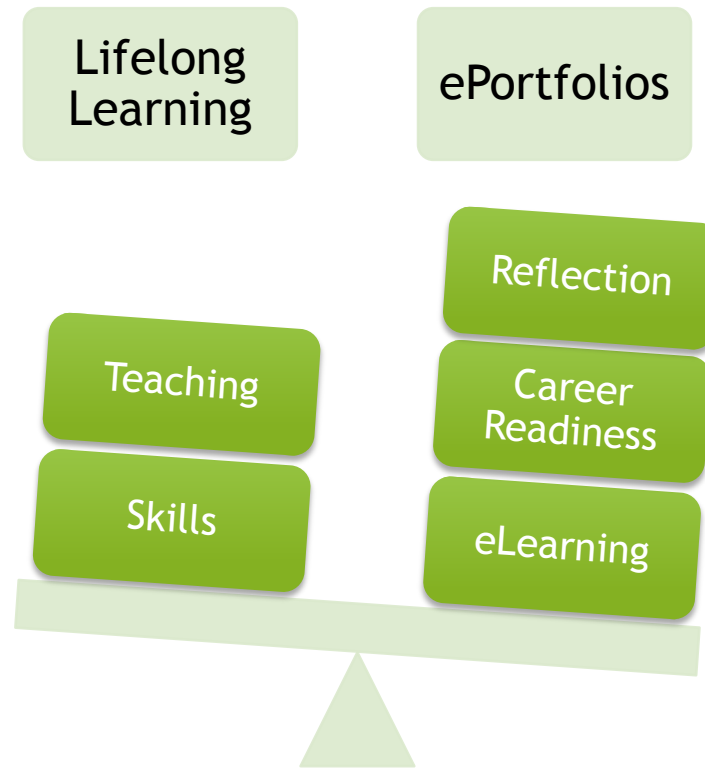 Lifelong
Learning
ePortfolios
Reflection
Teaching
Career
Readiness
Skills
eLearning